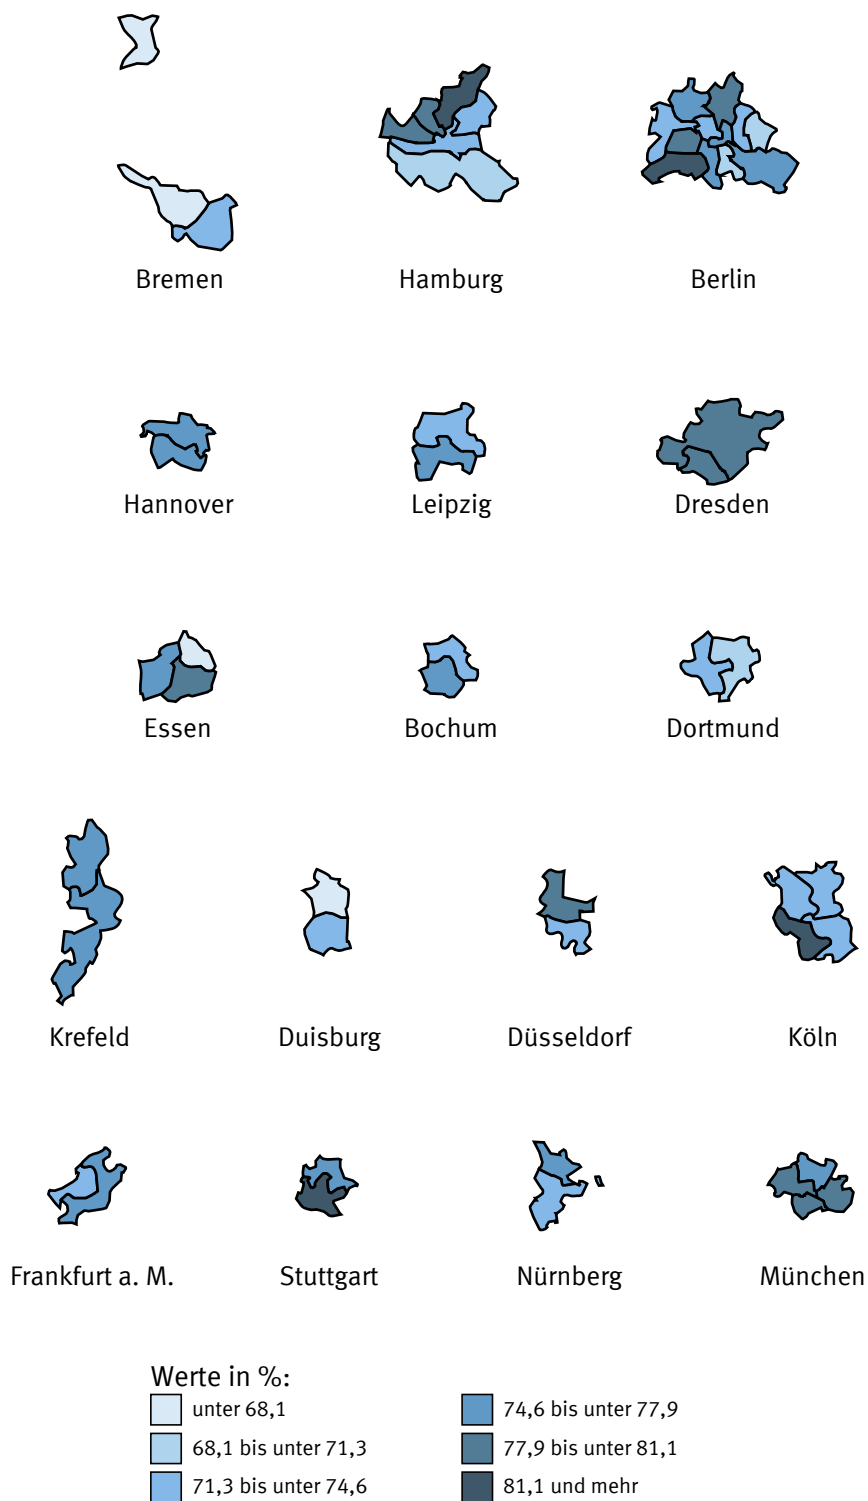 Bremen
Hamburg
Berlin
Hannover
Leipzig
Dresden
Essen
Bochum
Dortmund
Krefeld
Duisburg
Düsseldorf
Köln
Frankfurt a. M.
Stuttgart
Nürnberg
München
Werte in %:
unter 68,1
68,1 bis unter 71,3
71,3 bis unter 74,6
74,6 bis unter 77,9
77,9 bis unter 81,1
81,1 und mehr